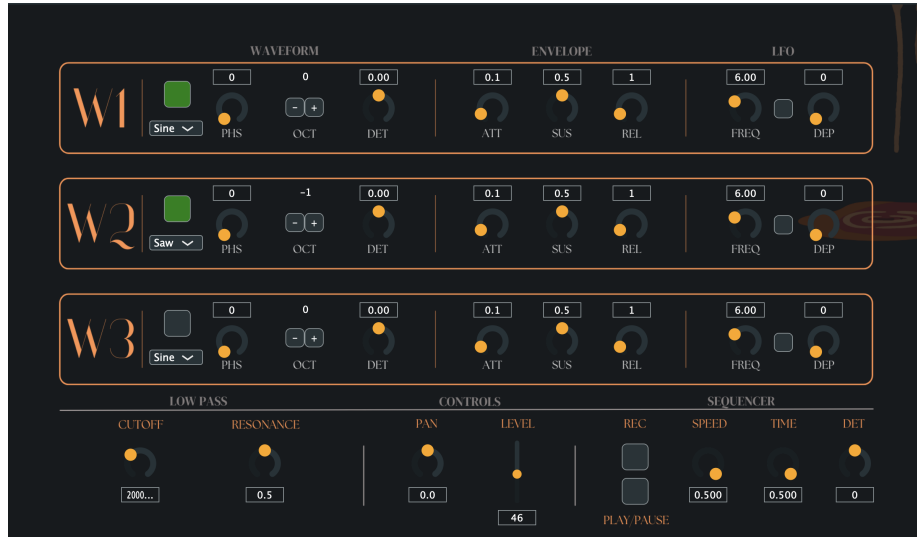 WAVEFORM ENVELOPE LFO
0 0 0.00 0.1 0.5 1 6.00 0
W1
Sine PHS - + OCT DET ATT SUS REL FREQ DEP
0 -1 0.00 0.1 0.5 1 6.00 0
W2
Saw PHS - + OCT DET ATT SUS REL FREQ DEP
0 0 0.00 0.1 0.5 1 6.00 0
W3
Sine PHS - + OCT DET ATT SUS REL FREQ DEP
LOW PASS CONTROLS SEQUENCER
CUTOFF RESONANCE PAN LEVEL REC SPEED TIME DET
2000... 0.5 0.0 0.500 0.500 0
46 PLAY/PAUSE